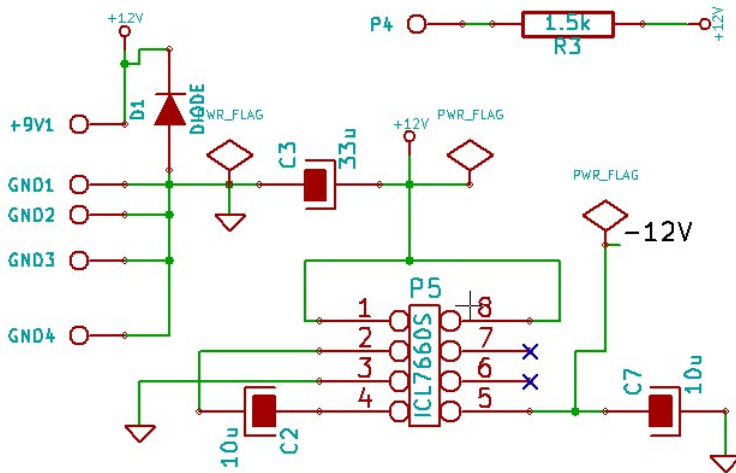 +12V
P4
1.5k
R3
+12V
D1
DIODE
+9V1
PWR_FLAG
C3
33u
+12V
PWR_FLAG
PWR_FLAG
-12V
GND1
GND2
GND3
GND4
P5
ICL7660S
1
2
3
4
8
7
6
5
10u
C2
C7
10u